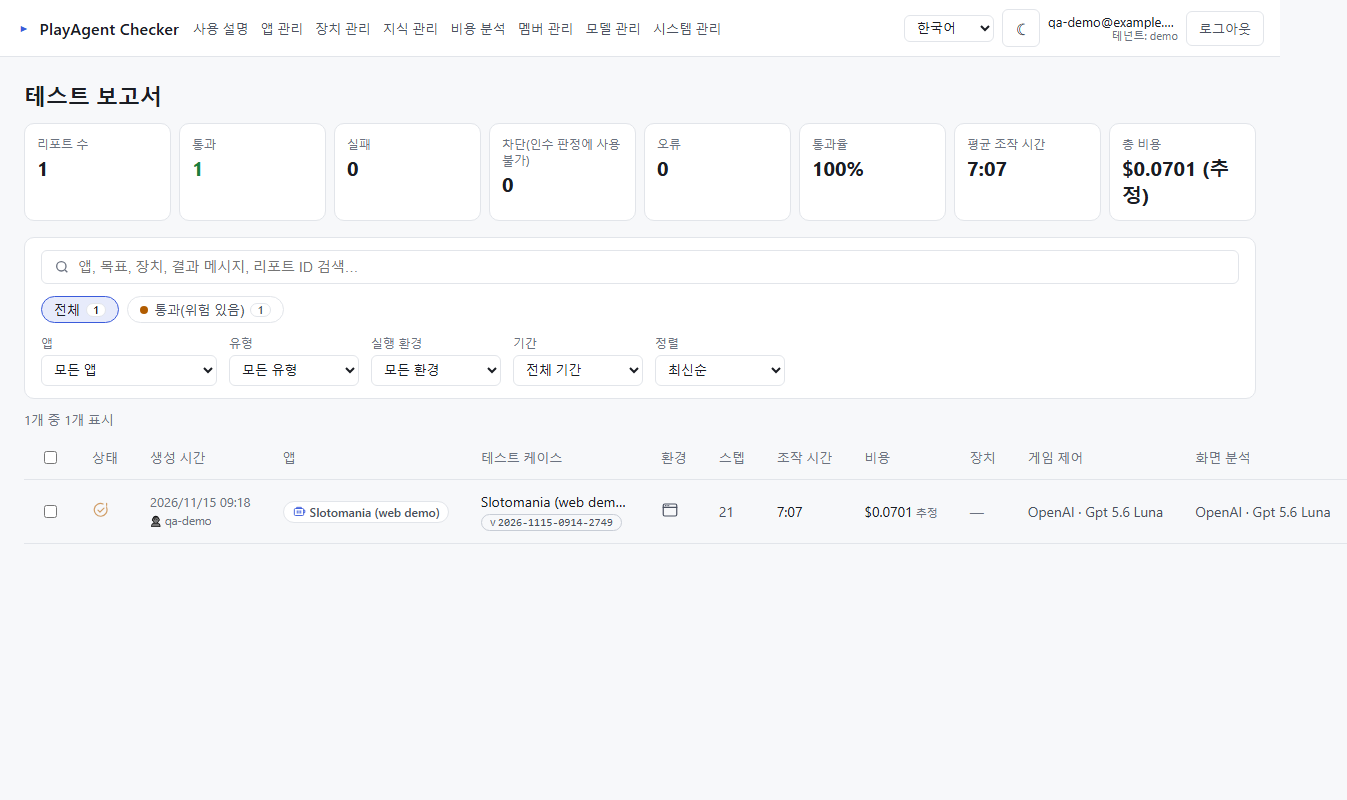 PlayAgent Checker 사용 설명 앱 관리 장치 관리 지식 관리 비용 분석 멤버 관리 모델 관리 시스템 관리 한국어 qa-demo@example.... 로그아웃
테넌트: demo
테스트 보고서
리포트 수
1
통과
1
실패
0
차단(인수 판정에 사용
불가)
0
오류
0
통과율
100%
평균 조작 시간
7:07
총 비용
$0.0701 (추
정)
앱, 목표, 장치, 결과 메시지, 리포트 ID 검색...
전체 1 통과(위험 있음) 1
앱 유형 실행 환경 기간 정렬
모든 앱 모든 유형 모든 환경 전체 기간 최신순
1개 중 1개 표시
상태 생성 시간 앱 테스트 케이스 환경 스텝 조작 시간 비용 장치 게임 제어 화면 분석
2026/11/15 09:18
qa-demo
Slotomania (web demo)
Slotomania (web dem...
v 2026-1115-0914-2749
21 7:07 $0.0701 추정 — OpenAI · Gpt 5.6 Luna OpenAI · Gpt 5.6 Luna